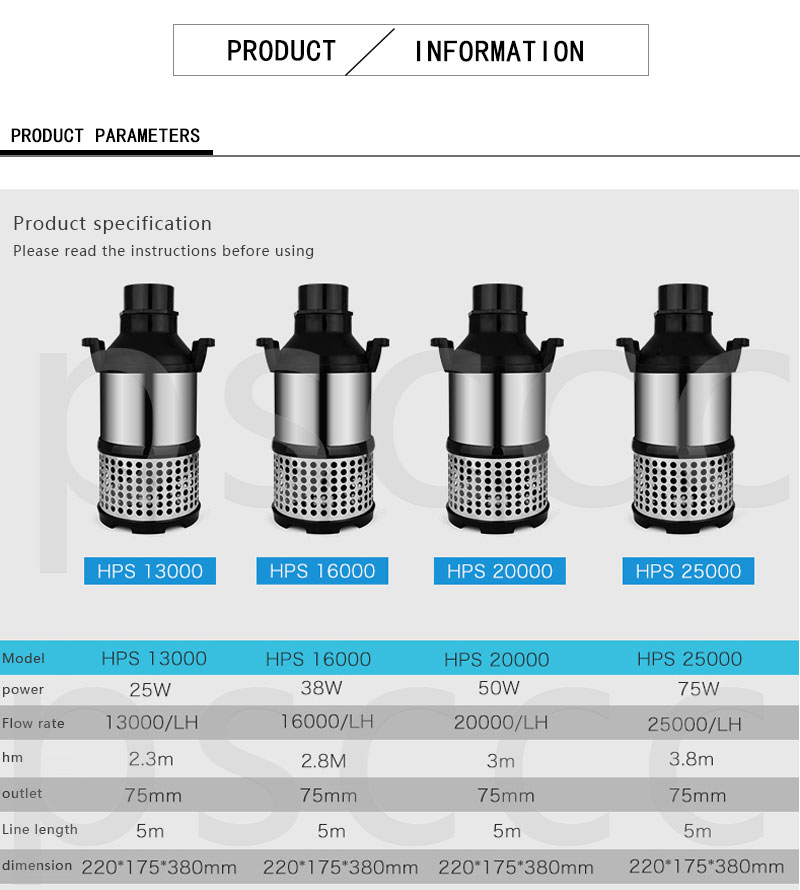 PRODUCT / INFORMATION
PRODUCT PARAMETERS
Product specification
Please read the instructions before using
HPS 13000 HPS 16000 HPS 20000 HPS 25000
Model HPS 13000 HPS 16000 HPS 20000 HPS 25000
power 25W 38W 50W 75W
Flow rate 13000/LH 16000/LH 20000/LH 25000/LH
hm 2.3m 2.8M 3m 3.8m
outlet 75mm 75mm 75mm 75mm
Line length 5m 5m 5m 5m
dimension 220*175*380mm 220*175*380mm 220*175*380mm 220*175*380mm
psccc
psccc